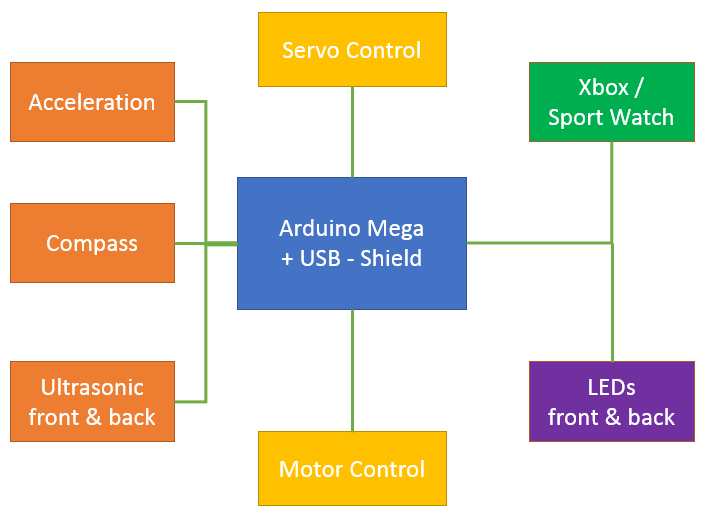 Servo Control
Acceleration
Xbox /
Sport Watch
Compass
Arduino Mega
+ USB - Shield
Ultrasonic
front & back
LEDs
front & back
Motor Control